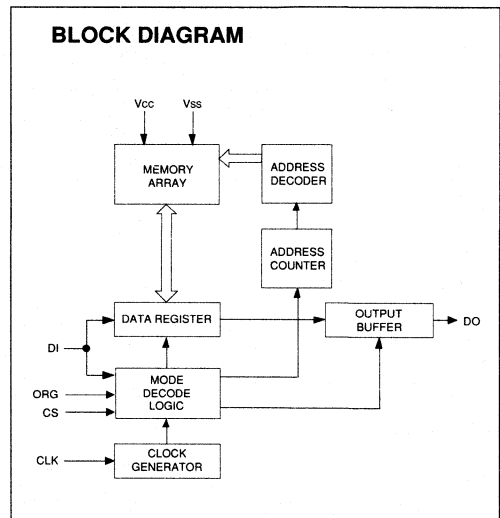 BLOCK DIAGRAM
Vcc
Vss
MEMORY
ARRAY
ADDRESS
DECODER
ADDRESS
COUNTER
DATA REGISTER
OUTPUT
BUFFER
DO
DI
MODE
DECODE
LOGIC
ORG
CS
CLK
CLOCK
GENERATOR